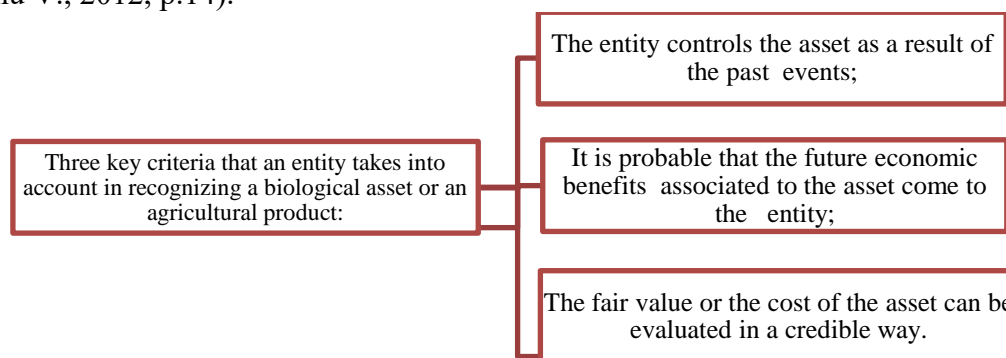 V., 2012, p.14).
The entity controls the asset as a result of
the past events;
Three key criteria that an entity takes into
account in recognizing a biological asset or an
agricultural product:
It is probable that the future economic
benefits associated to the asset come to
the entity;
The fair value or the cost of the asset can be
evaluated in a credible way.